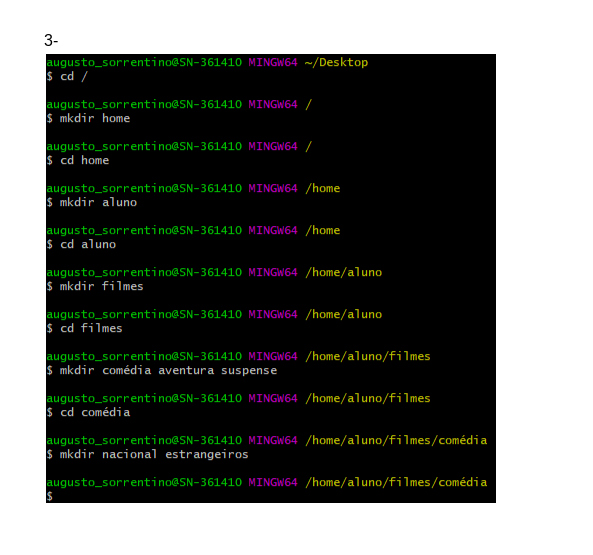 3-
augusto_sorrentino@SN-361410 MINGW64 ~/Desktop
$ cd /
augusto_sorrentino@SN-361410 MINGW64 /
$ mkdir home
augusto_sorrentino@SN-361410 MINGW64 /
$ cd home
augusto_sorrentino@SN-361410 MINGW64 /home
$ mkdir aluno
augusto_sorrentino@SN-361410 MINGW64 /home
$ cd aluno
augusto_sorrentino@SN-361410 MINGW64 /home/aluno
$ mkdir filmes
augusto_sorrentino@SN-361410 MINGW64 /home/aluno
$ cd filmes
augusto_sorrentino@SN-361410 MINGW64 /home/aluno/filmes
$ mkdir comédia aventura suspense
augusto_sorrentino@SN-361410 MINGW64 /home/aluno/filmes
$ cd comédia
augusto_sorrentino@SN-361410 MINGW64 /home/aluno/filmes/comédia
$ mkdir nacional estrangeiros
augusto_sorrentino@SN-361410 MINGW64 /home/aluno/filmes/comédia
$